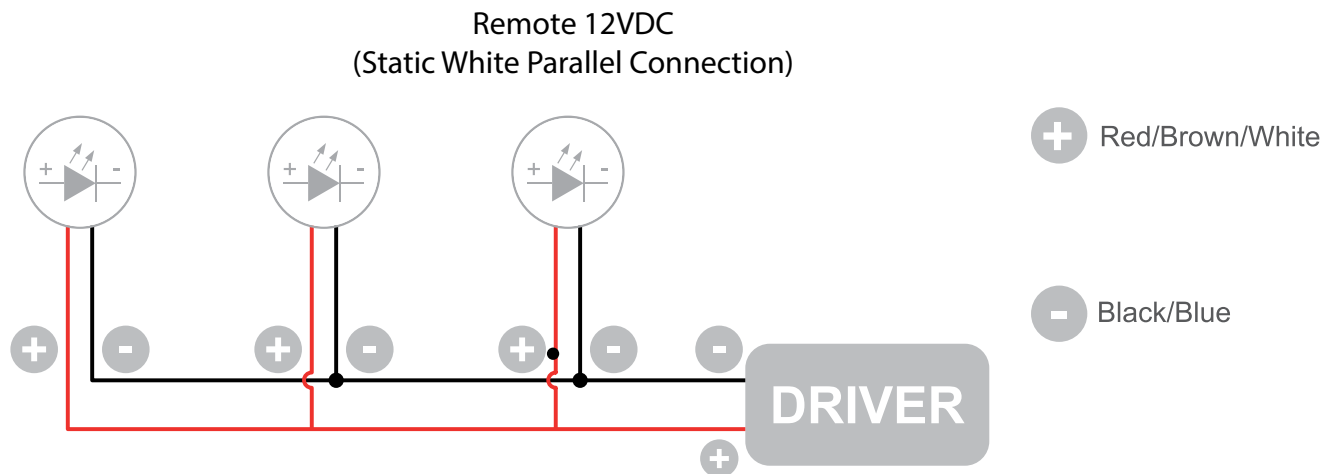 Remote 12VDC
(Static White Parallel Connection)
+ -
+ -
+ -
+ Red/Brown/White
+ -
+ -
+ -
-
- Black/Blue
DRIVER
+